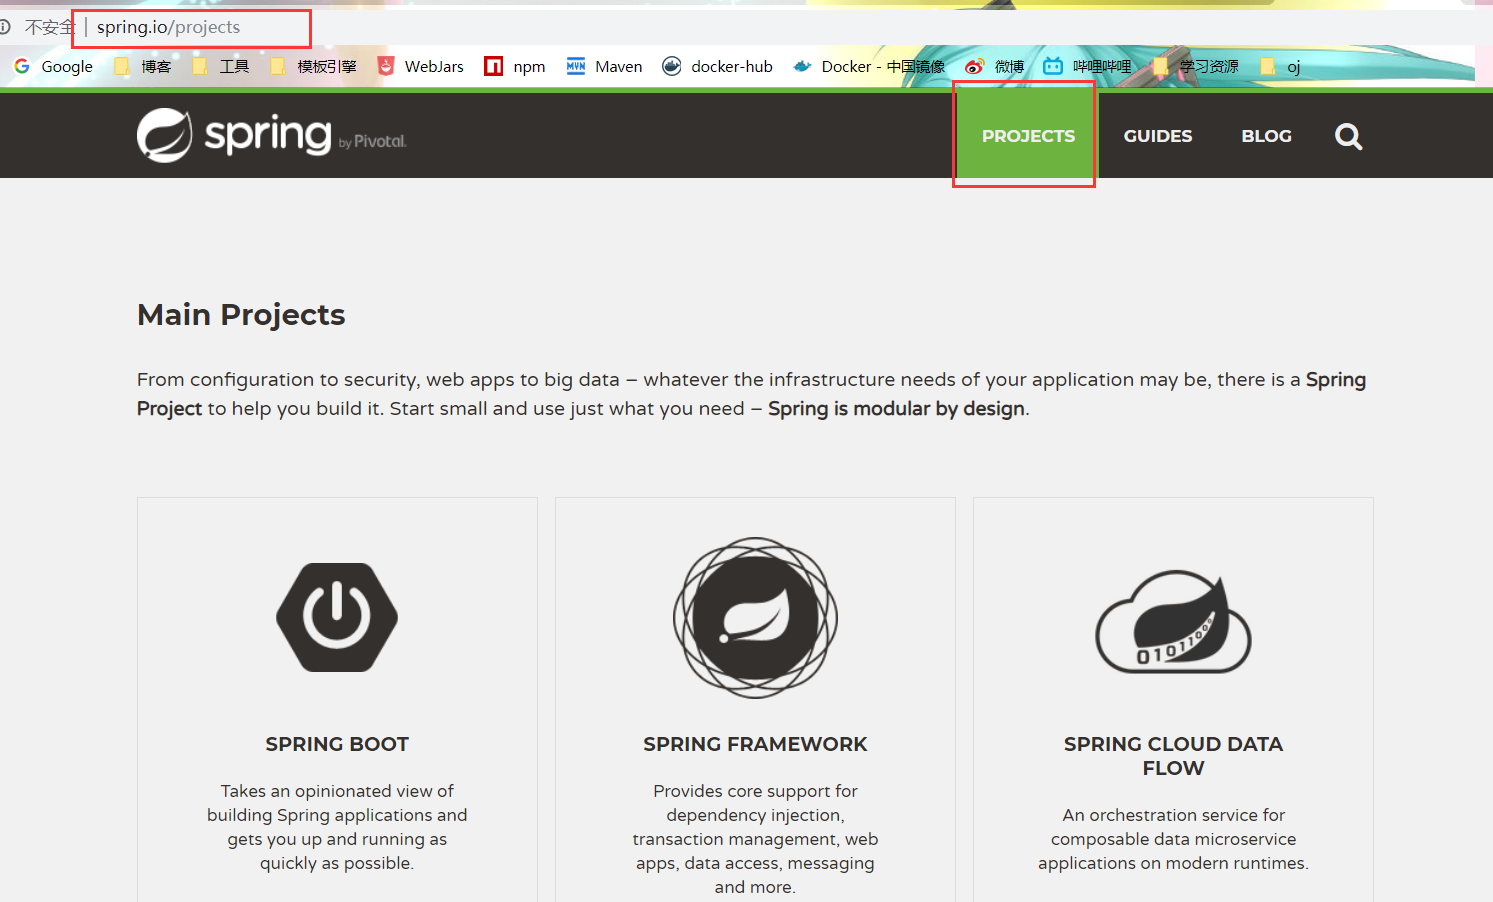 不安全 | spring.io/projects
Google 博客 工具 模板引擎 WebJars npm MVN Maven docker-hub Docker - 中国镜像 微博 哔哩哔哩 学习资源 oj
spring by Pivotal. PROJECTS GUIDES BLOG
Main Projects
From configuration to security, web apps to big data – whatever the infrastructure needs of your application may be, there is a Spring
Project to help you build it. Start small and use just what you need – Spring is modular by design.
010110001
SPRING BOOT
Takes an opinionated view of
building Spring applications and
gets you up and running as
quickly as possible.
SPRING FRAMEWORK
Provides core support for
dependency injection,
transaction management, web
apps, data access, messaging
and more.
SPRING CLOUD DATA
FLOW
An orchestration service for
composable data microservice
applications on modern runtimes.